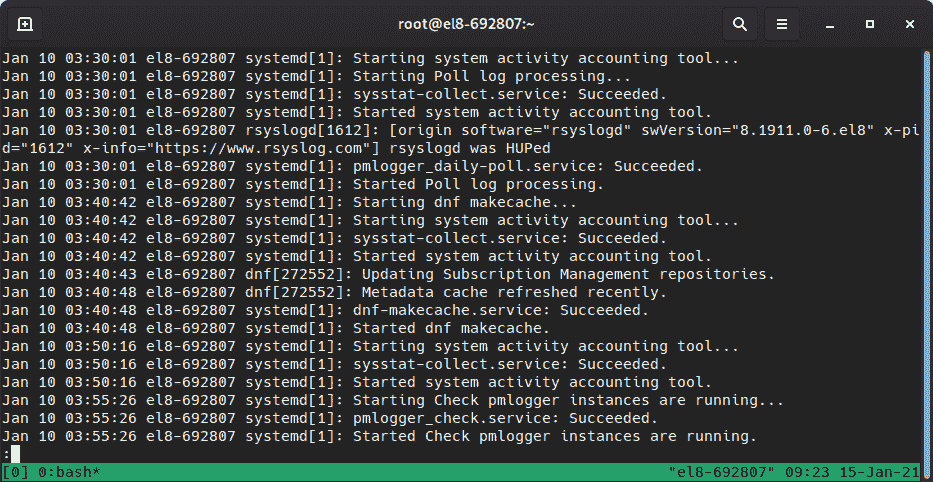 root@el8-692807:~
Jan 10 03:30:01 el8-692807 systemd[1]: Starting system activity accounting tool...
Jan 10 03:30:01 el8-692807 systemd[1]: Starting Poll log processing...
Jan 10 03:30:01 el8-692807 systemd[1]: sysstat-collect.service: Succeeded.
Jan 10 03:30:01 el8-692807 systemd[1]: Started system activity accounting tool.
Jan 10 03:30:01 el8-692807 rsyslogd[1612]: [origin software="rsyslogd" swVersion="8.1911.0-6.el8" x-pi
d="1612" x-info="https://www.rsyslog.com"] rsyslogd was HUPed
Jan 10 03:30:01 el8-692807 systemd[1]: pmlogger_daily-poll.service: Succeeded.
Jan 10 03:30:01 el8-692807 systemd[1]: Started Poll log processing.
Jan 10 03:40:42 el8-692807 systemd[1]: Starting dnf makecache...
Jan 10 03:40:42 el8-692807 systemd[1]: Starting system activity accounting tool...
Jan 10 03:40:42 el8-692807 systemd[1]: sysstat-collect.service: Succeeded.
Jan 10 03:40:42 el8-692807 systemd[1]: Started system activity accounting tool.
Jan 10 03:40:43 el8-692807 dnf[272552]: Updating Subscription Management repositories.
Jan 10 03:40:48 el8-692807 dnf[272552]: Metadata cache refreshed recently.
Jan 10 03:40:48 el8-692807 systemd[1]: dnf-makecache.service: Succeeded.
Jan 10 03:40:48 el8-692807 systemd[1]: Started dnf makecache.
Jan 10 03:50:16 el8-692807 systemd[1]: Starting system activity accounting tool...
Jan 10 03:50:16 el8-692807 systemd[1]: sysstat-collect.service: Succeeded.
Jan 10 03:50:16 el8-692807 systemd[1]: Started system activity accounting tool.
Jan 10 03:55:26 el8-692807 systemd[1]: Starting Check pmlogger instances are running...
Jan 10 03:55:26 el8-692807 systemd[1]: pmlogger_check.service: Succeeded.
Jan 10 03:55:26 el8-692807 systemd[1]: Started Check pmlogger instances are running.
:
[0] 0:bash* "el8-692807" 09:23 15-Jan-21